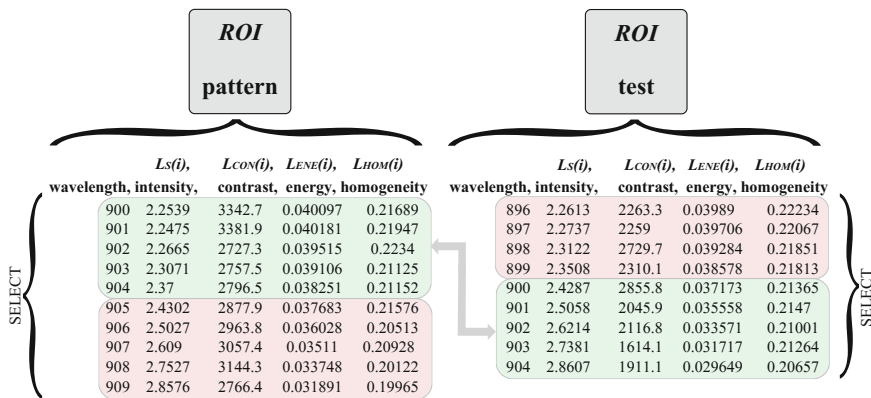 ROI
pattern
SELECT
Ls(i), LCON(i), LENE(i), LHOM(i)
wavelength, intensity, contrast, energy, homogeneity
900 2.2539 3342.7 0.040097 0.21689
901 2.2475 3381.9 0.040181 0.21947
902 2.2665 2727.3 0.039515 0.2234
903 2.3071 2757.5 0.039106 0.21125
904 2.37 2796.5 0.038251 0.21152
905 2.4302 2877.9 0.037683 0.21576
906 2.5027 2963.8 0.036028 0.20513
907 2.609 3057.4 0.03511 0.20928
908 2.7527 3144.3 0.033748 0.20122
909 2.8576 2766.4 0.031891 0.19965
ROI
test
Ls(i), LCON(i), LENE(i), LHOM(i)
wavelength, intensity, contrast, energy, homogeneity
896 2.2613 2263.3 0.03989 0.22234
897 2.2737 2259 0.039706 0.22067
898 2.3122 2729.7 0.039284 0.21851
899 2.3508 2310.1 0.038578 0.21813
900 2.4287 2855.8 0.037173 0.21365
901 2.5058 2045.9 0.035558 0.2147
902 2.6214 2116.8 0.033571 0.21001
903 2.7381 1614.1 0.031717 0.21264
904 2.8607 1911.1 0.029649 0.20657
SELECT